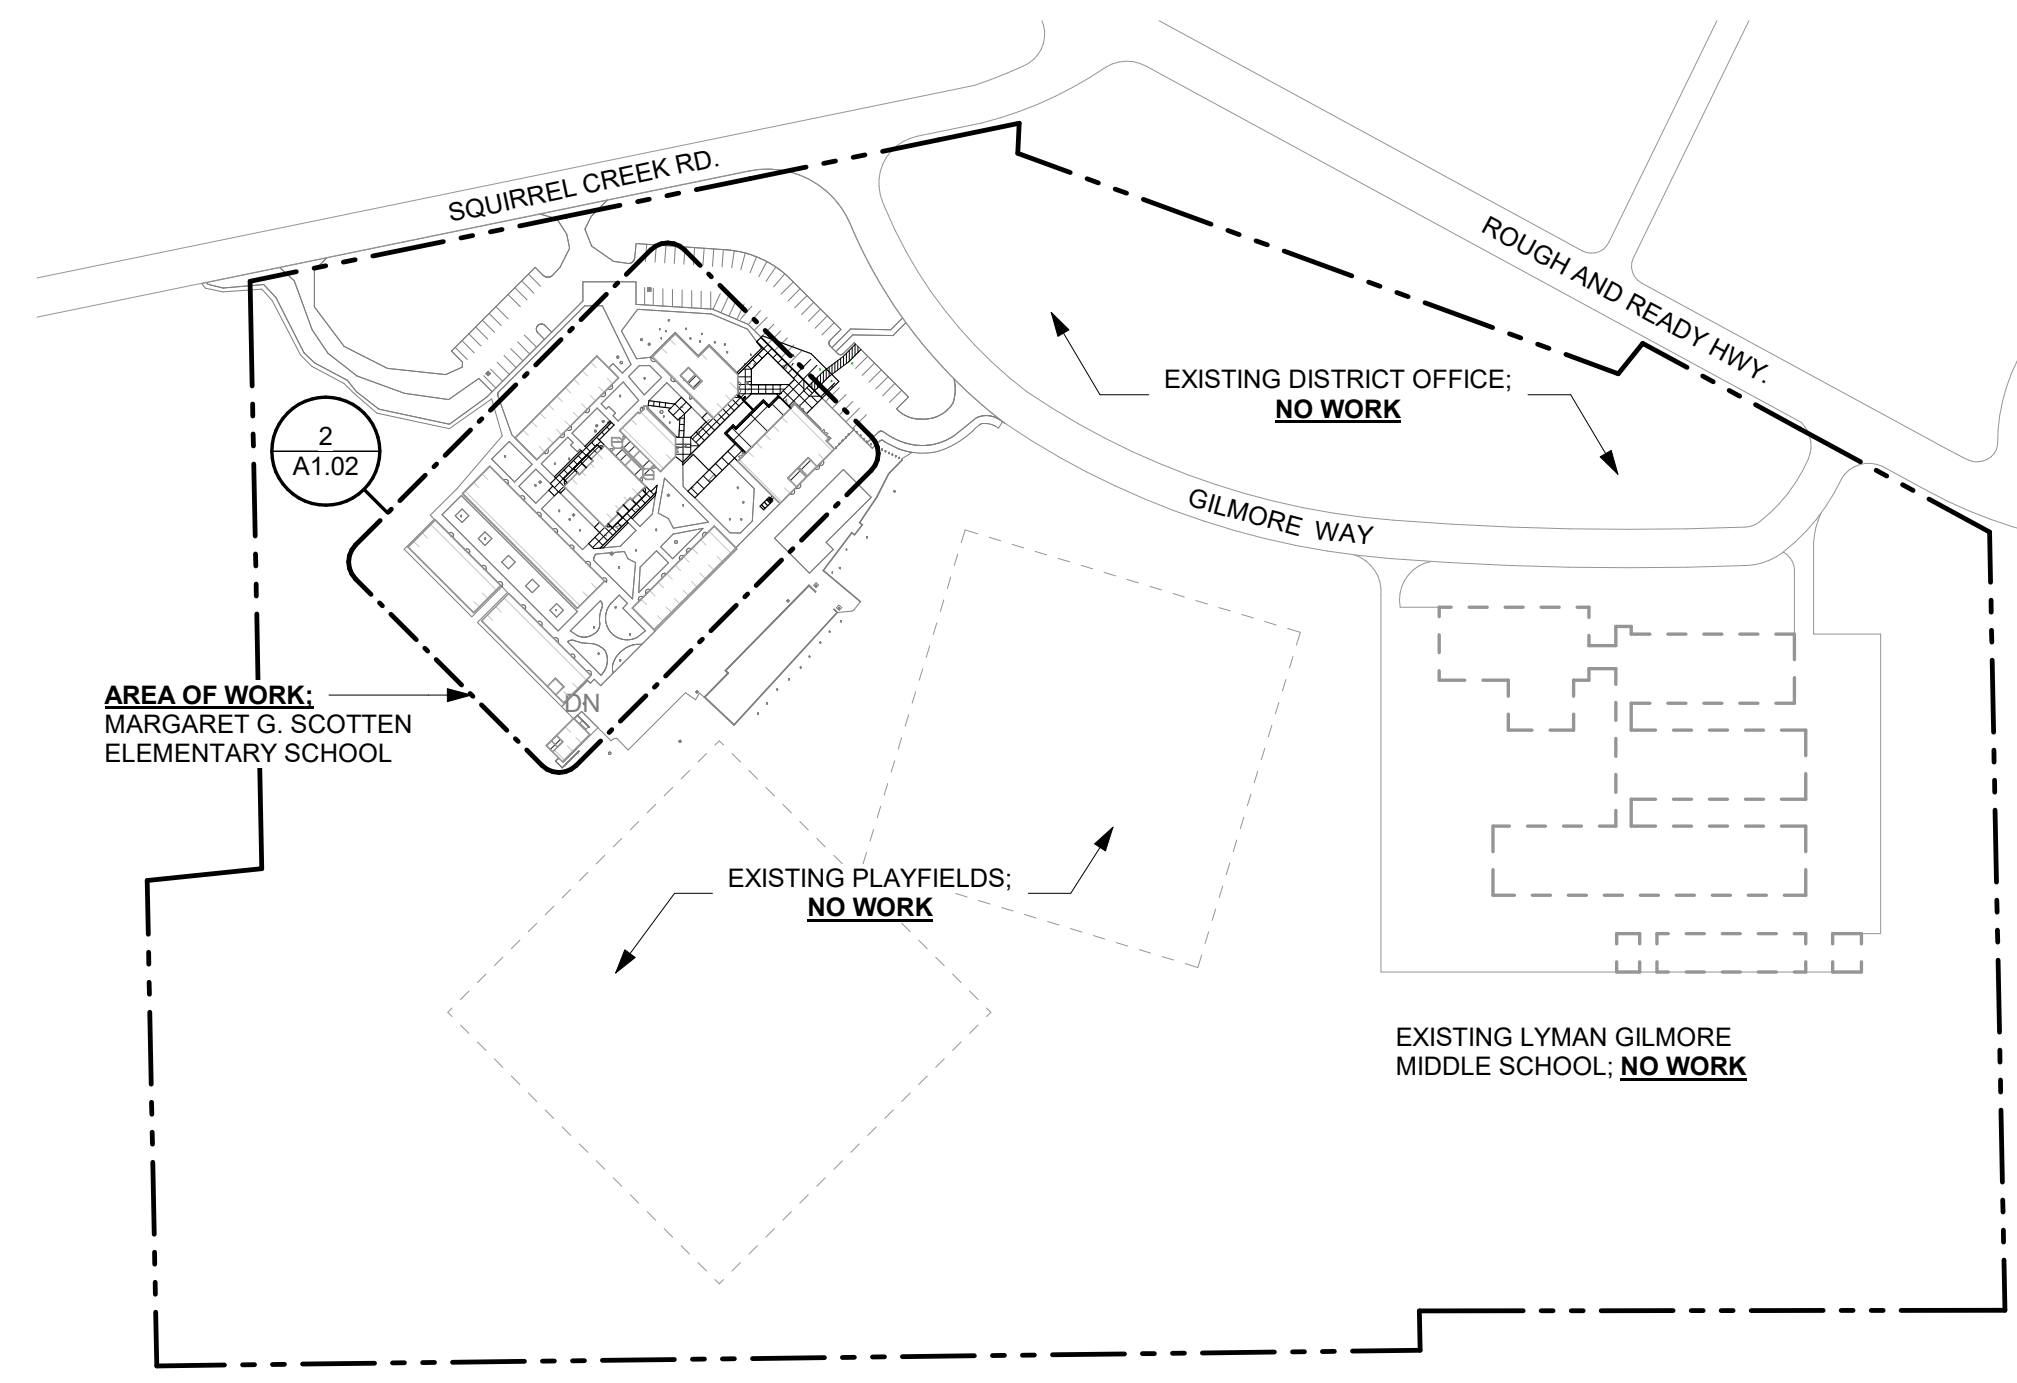 SQUIRREL CREEK RD.
ROUGH AND READY HWY.
EXISTING DISTRICT OFFICE;
NO WORK
2
A1.02
GILMORE WAY
AREA OF WORK;
MARGARET G. SCOTTEN
ELEMENTARY SCHOOL
DN
EXISTING PLAYFIELDS;
NO WORK
EXISTING LYMAN GILMORE
MIDDLE SCHOOL; NO WORK